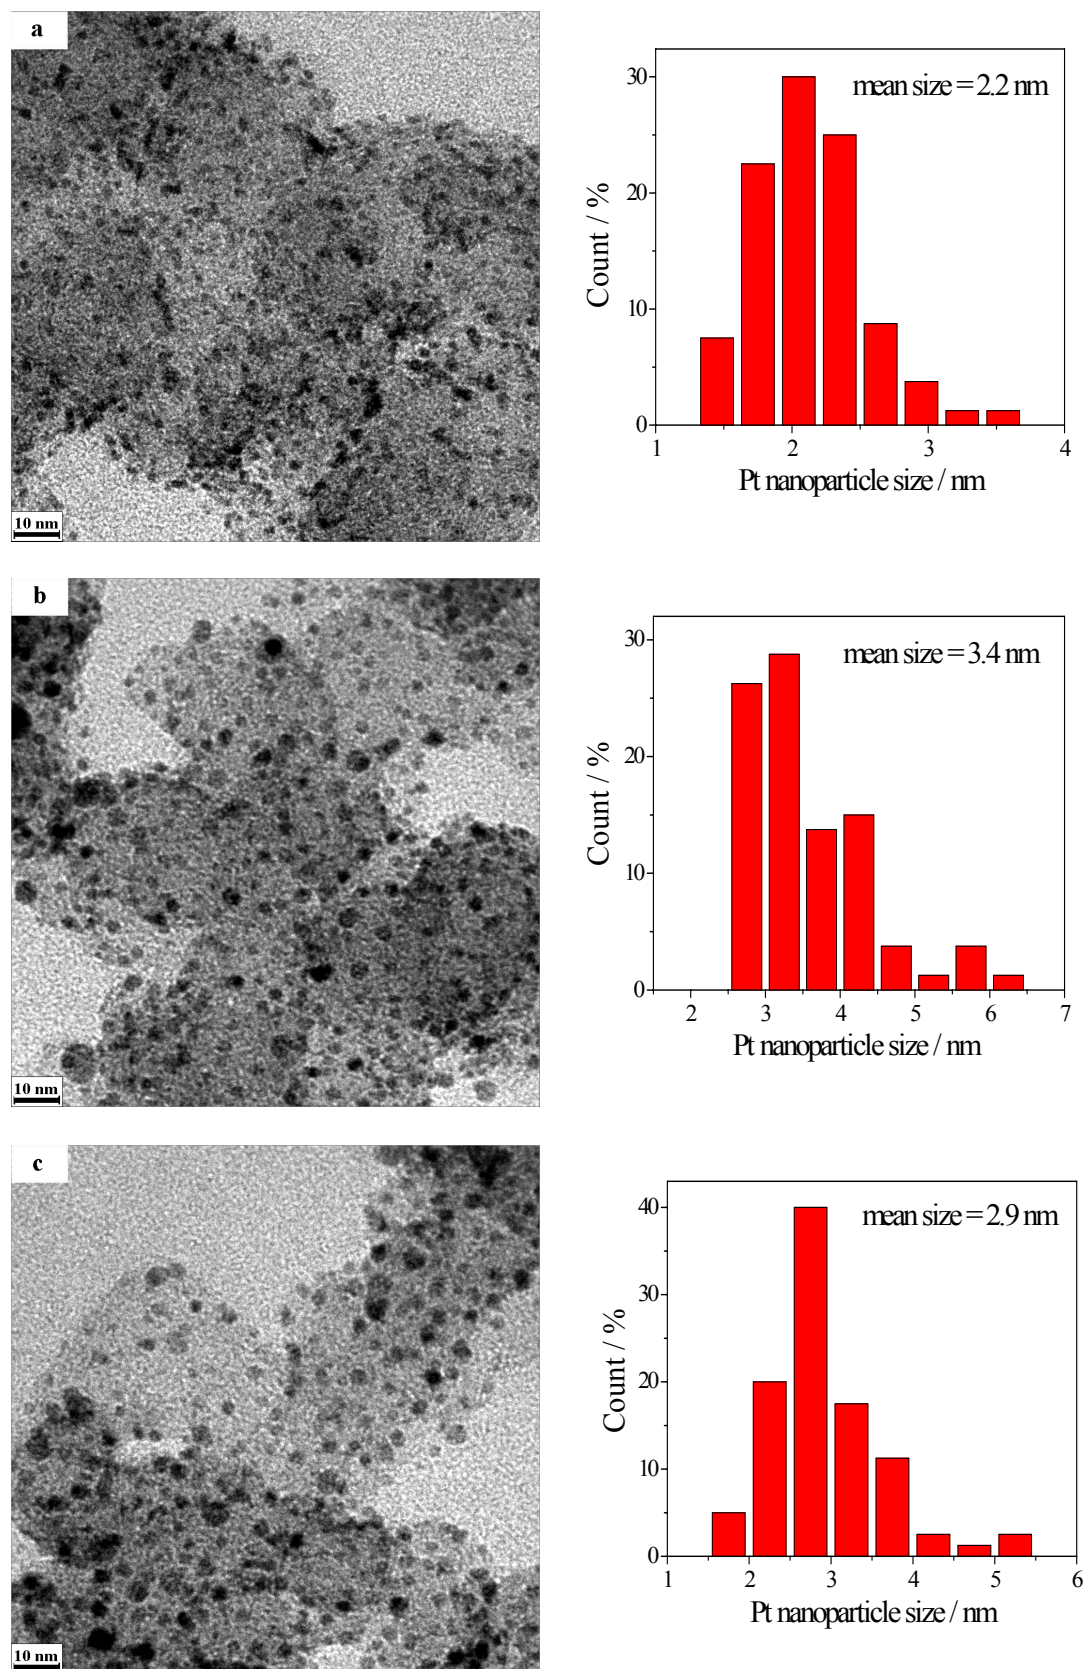 a
10 nm
mean size = 2.2 nm
Count / %
30
20
10
0
1 2 3 4
Pt nanoparticle size / nm
b
10 nm
mean size = 3.4 nm
Count / %
30
20
10
0
2 3 4 5 6 7
Pt nanoparticle size / nm
c
10 nm
mean size = 2.9 nm
Count / %
40
30
20
10
0
1 2 3 4 5 6
Pt nanoparticle size / nm